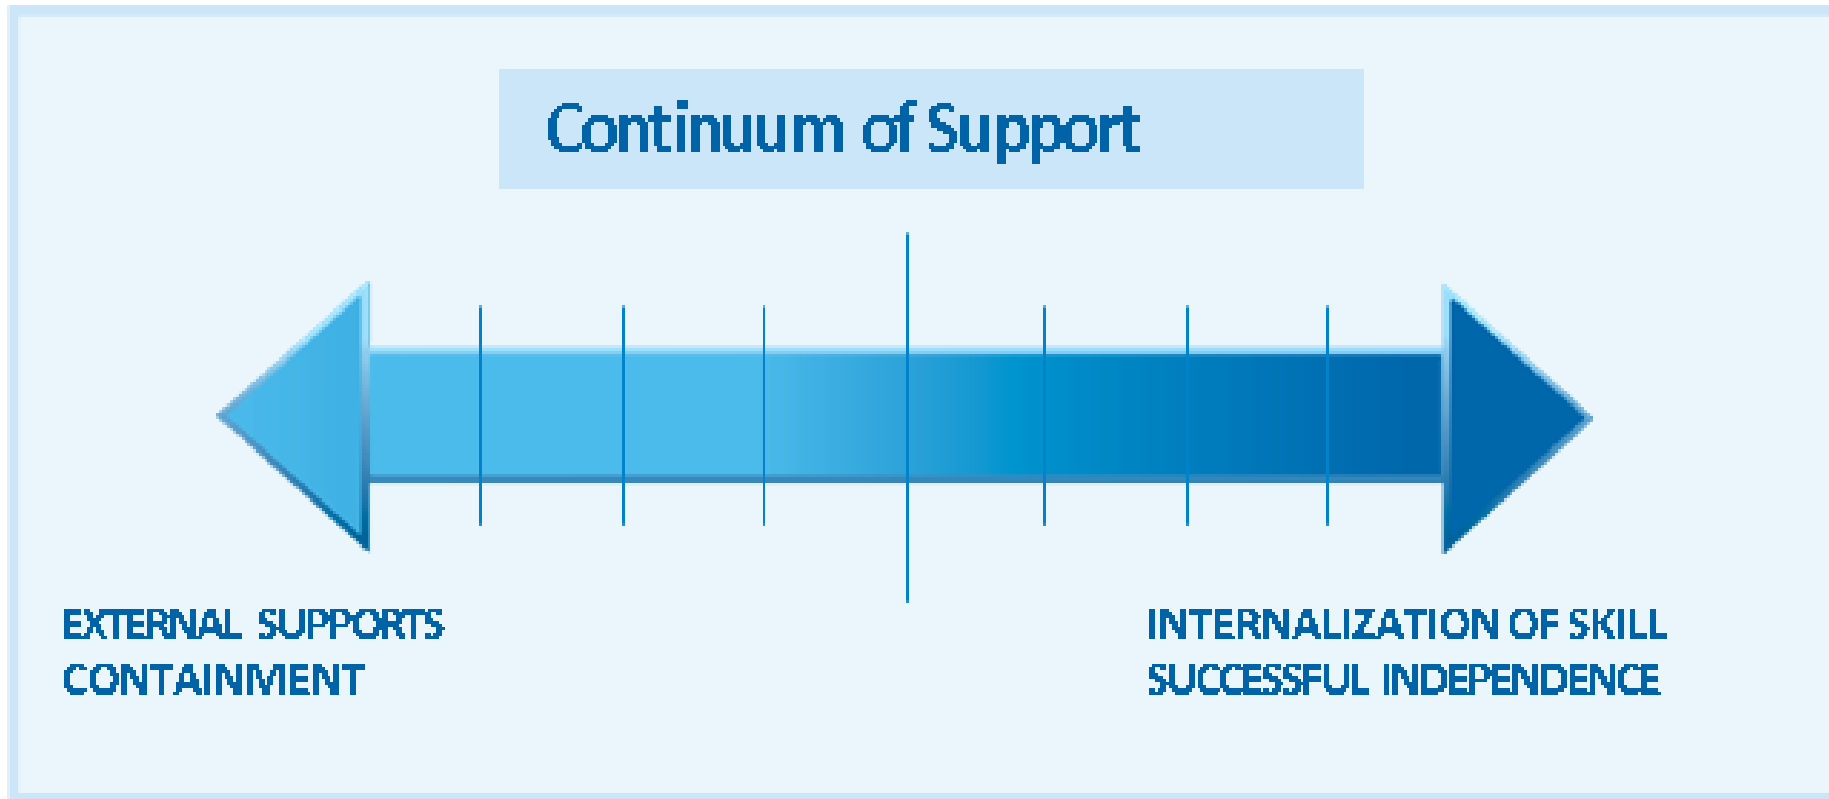 Continuum of Support
EXTERNAL SUPPORTS
CONTAINMENT
INTERNALIZATION OF SKILL
SUCCESSFUL INDEPENDENCE